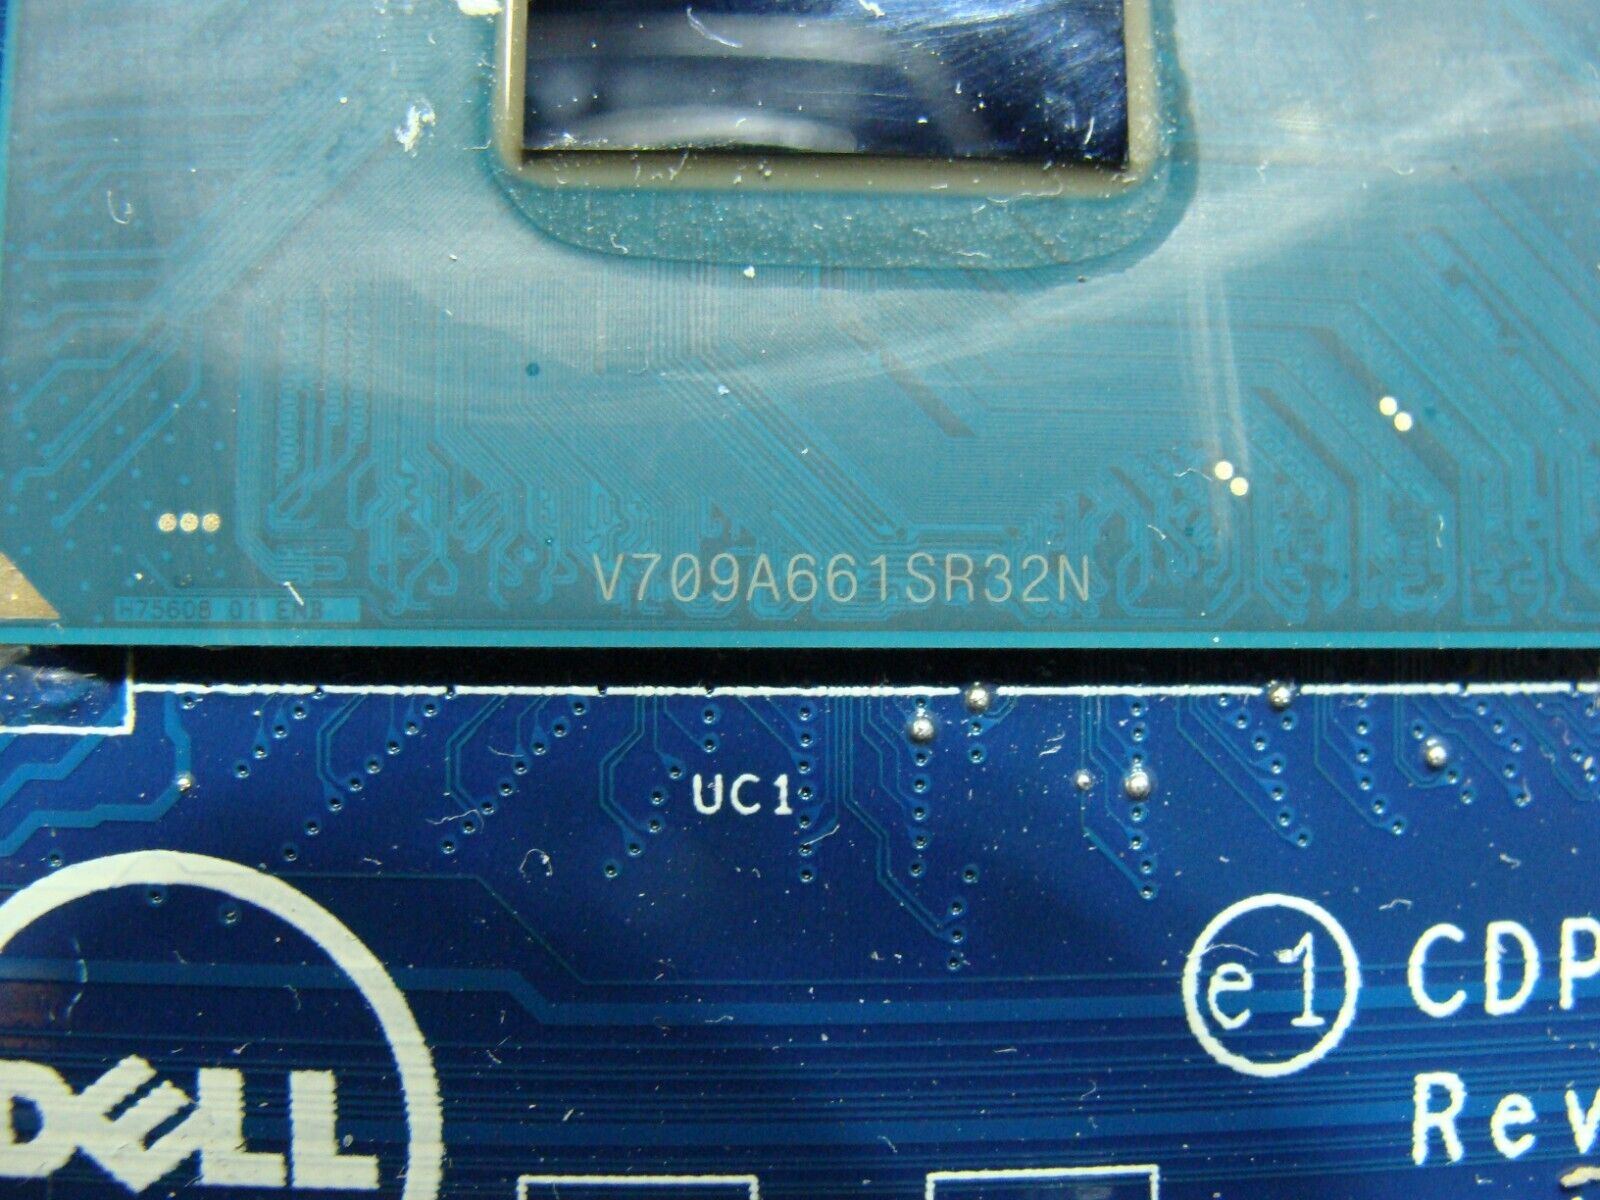 V709A661SR32N
H75608 01 ENB
UC1
e1 CDP
DELL
Rev